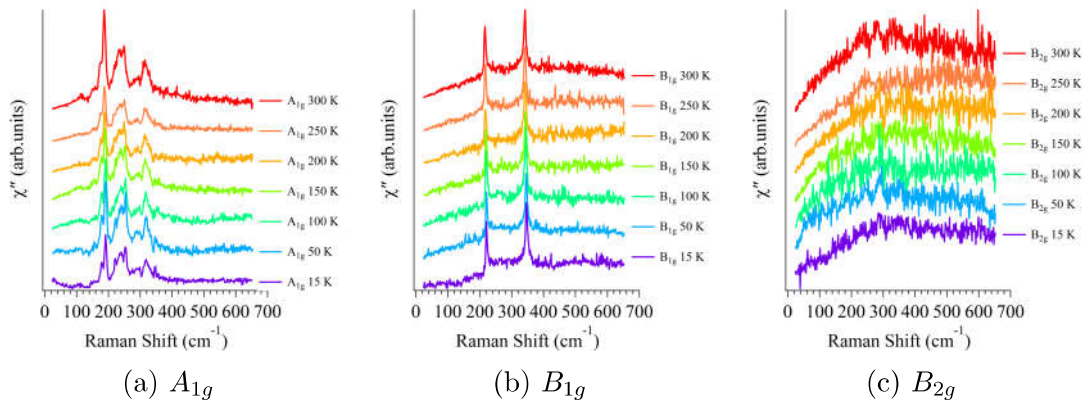 χ″ (arb.units)
A1g 300 K
A1g 250 K
A1g 200 K
A1g 150 K
A1g 100 K
A1g 50 K
A1g 15 K
0 100 200 300 400 500 600 700
Raman Shift (cm-1)
(a) A1g
χ″ (arb.units)
B1g 300 K
B1g 250 K
B1g 200 K
B1g 150 K
B1g 100 K
B1g 50 K
B1g 15 K
0 100 200 300 400 500 600 700
Raman Shift (cm-1)
(b) B1g
χ″ (arb.units)
B2g 300 K
B2g 250 K
B2g 200 K
B2g 150 K
B2g 100 K
B2g 50 K
B2g 15 K
0 100 200 300 400 500 600 700
Raman Shift (cm-1)
(c) B2g